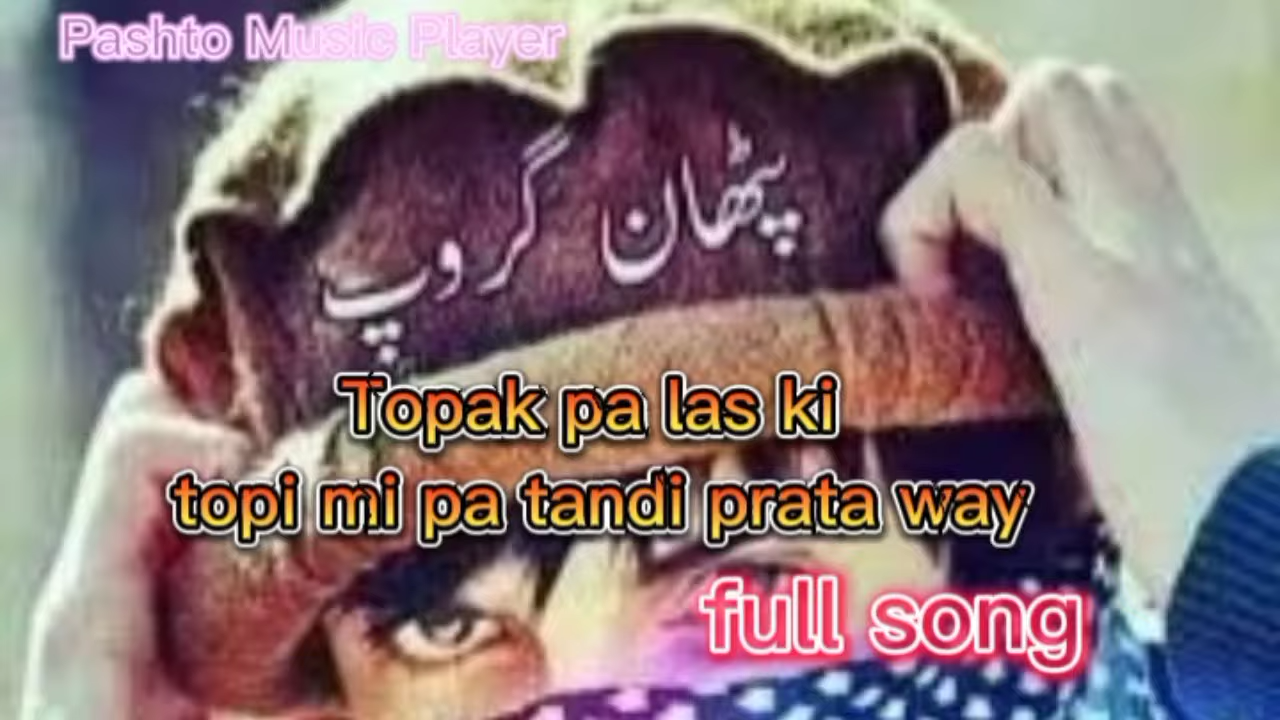 Pashto Music Player
پٹھان گروپ
Topak pa las ki
topi mi pa tandi prata way
full song